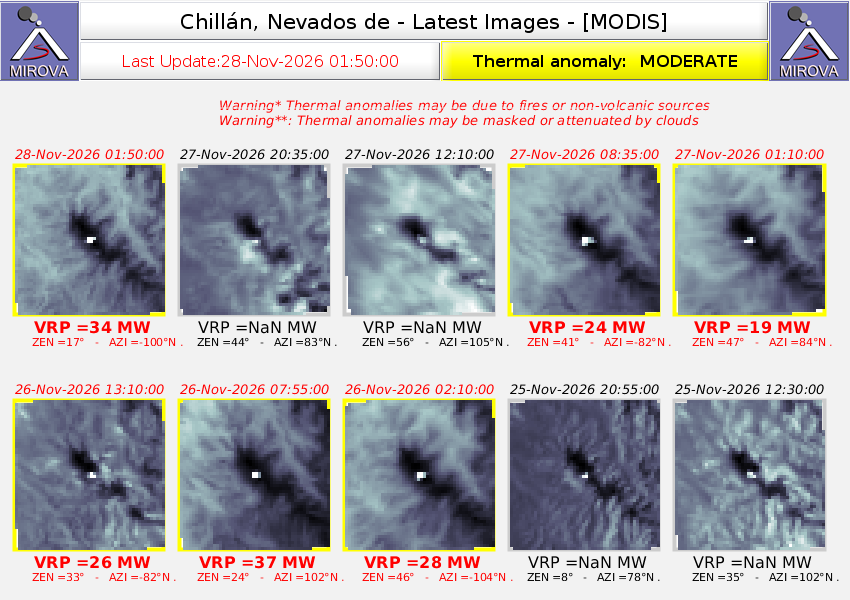 Chillán, Nevados de - Latest Images - [MODIS]
MIROVA
Last Update:28-Nov-2026 01:50:00
Thermal anomaly: MODERATE
MIROVA
Warning* Thermal anomalies may be due to fires or non-volcanic sources
Warning**: Thermal anomalies may be masked or attenuated by clouds
28-Nov-2026 01:50:00 27-Nov-2026 20:35:00 27-Nov-2026 12:10:00 27-Nov-2026 08:35:00 27-Nov-2026 01:10:00
VRP =34 MW VRP =NaN MW VRP =NaN MW VRP =24 MW VRP =19 MW
ZEN =17° - AZI =-100°N . ZEN =44° - AZI =83°N . ZEN =56° - AZI =105°N . ZEN =41° - AZI =-82°N . ZEN =47° - AZI =84°N .
26-Nov-2026 13:10:00 26-Nov-2026 07:55:00 26-Nov-2026 02:10:00 25-Nov-2026 20:55:00 25-Nov-2026 12:30:00
VRP =26 MW VRP =37 MW VRP =28 MW VRP =NaN MW VRP =NaN MW
ZEN =33° - AZI =-82°N . ZEN =24° - AZI =102°N . ZEN =46° - AZI =-104°N . ZEN =8° - AZI =78°N . ZEN =35° - AZI =102°N .